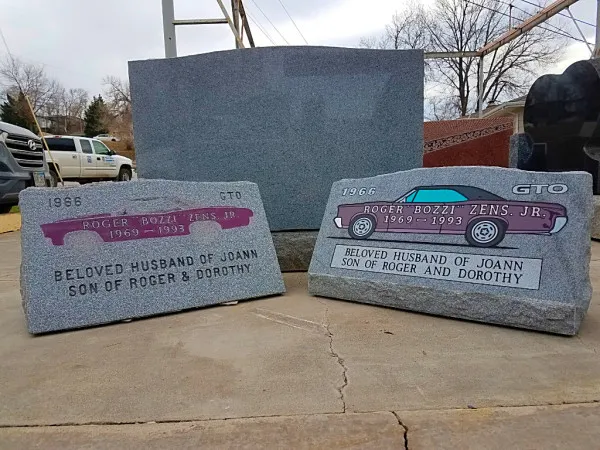 1966 GTO
ROGER BOZZI ZENS, JR.
1969 — 1993
BELOVED HUSBAND OF JOANN
SON OF ROGER & DOROTHY
1966 GTO
ROGER BOZZI ZENS, JR.
1969 — 1993
BELOVED HUSBAND OF JOANN
SON OF ROGER AND DOROTHY